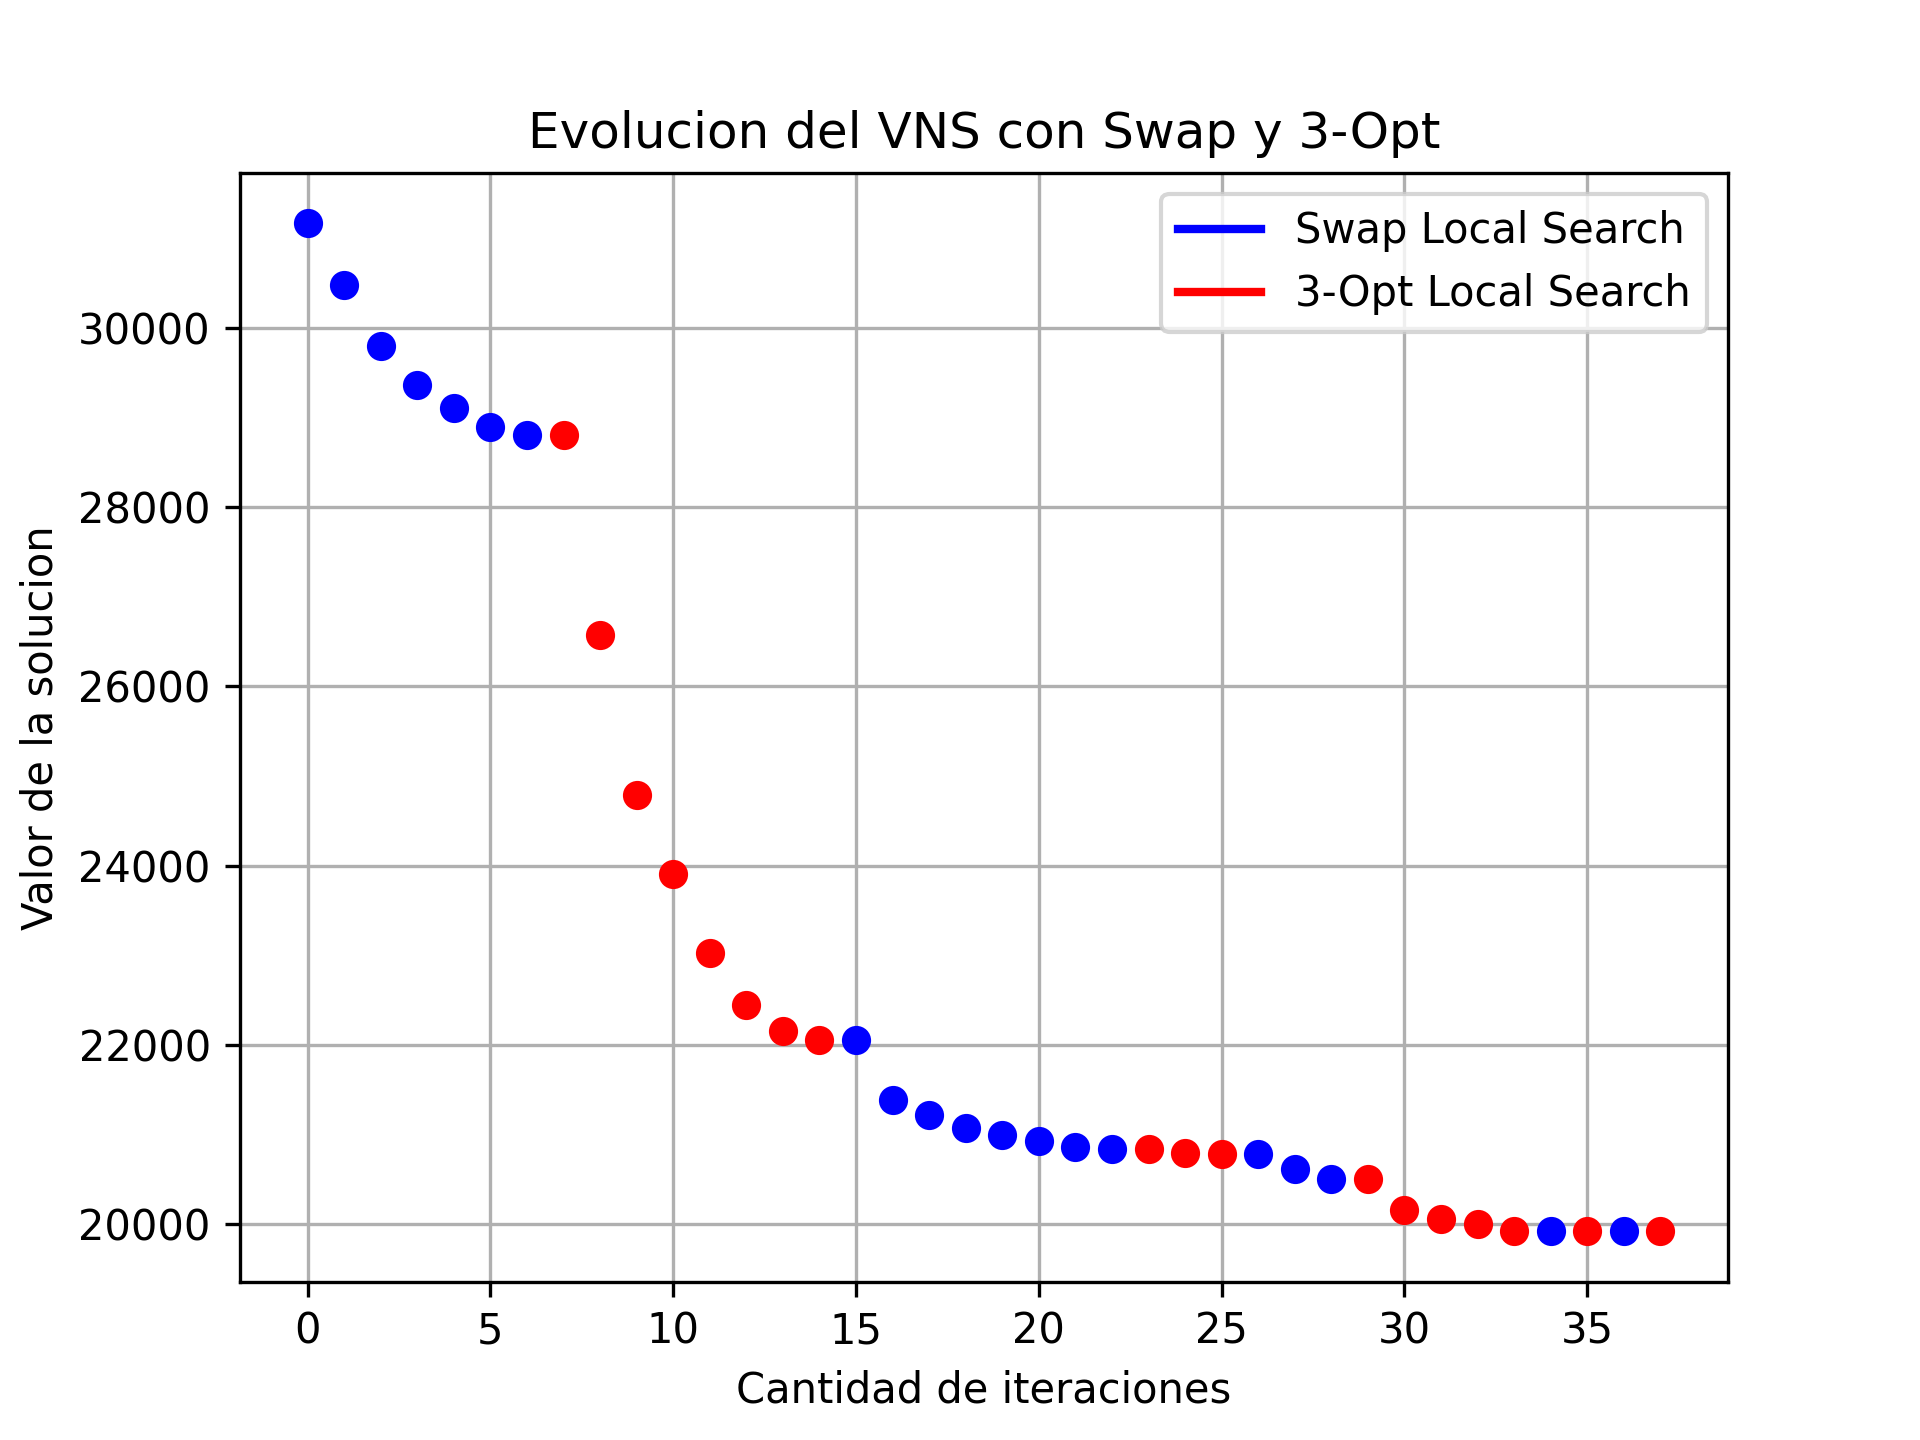 Evolucion del VNS con Swap y 3-Opt
Swap Local Search
3-Opt Local Search
Valor de la solucion
30000
28000
26000
24000
22000
20000
0 5 10 15 20 25 30 35
Cantidad de iteraciones